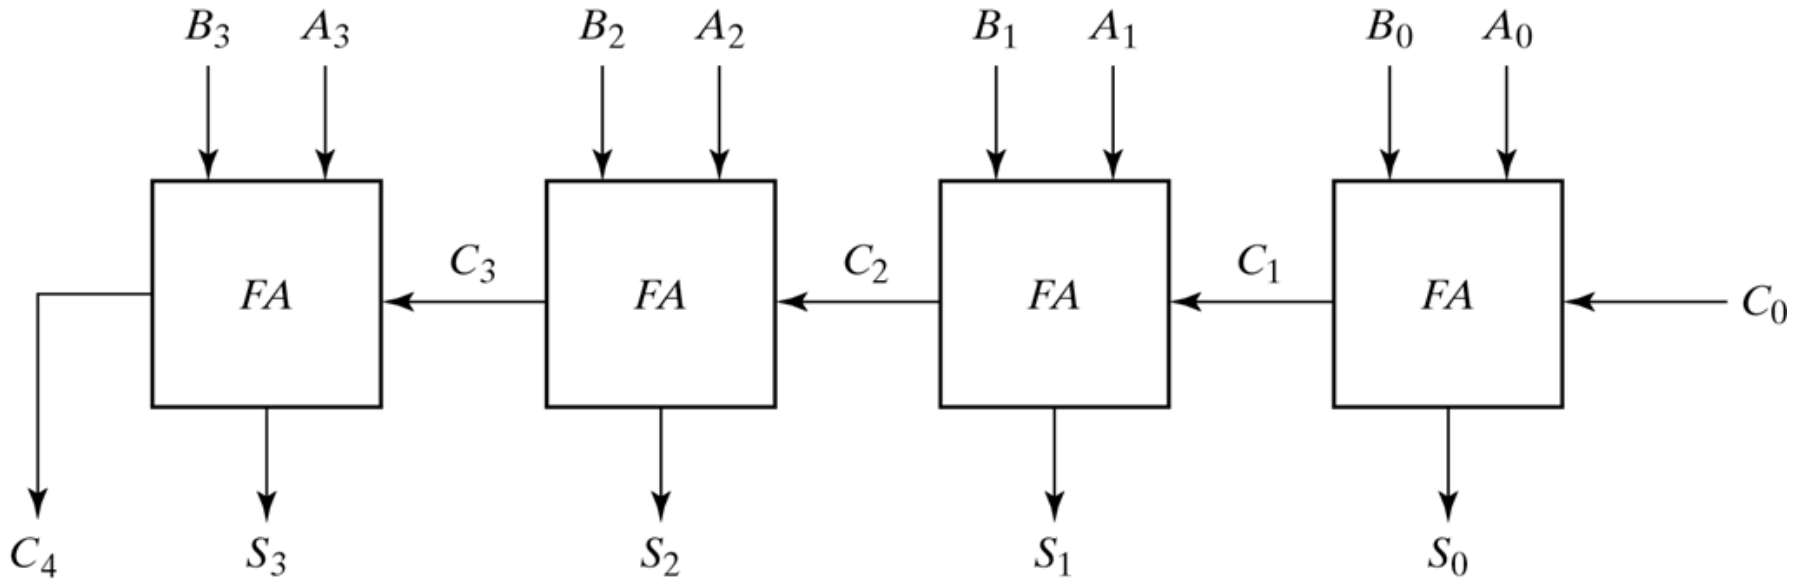 B₃ A₃ B₂ A₂ B₁ A₁ B₀ A₀
C₃ C₂ C₁
FA FA FA FA C₀
C₄ S₃ S₂ S₁ S₀